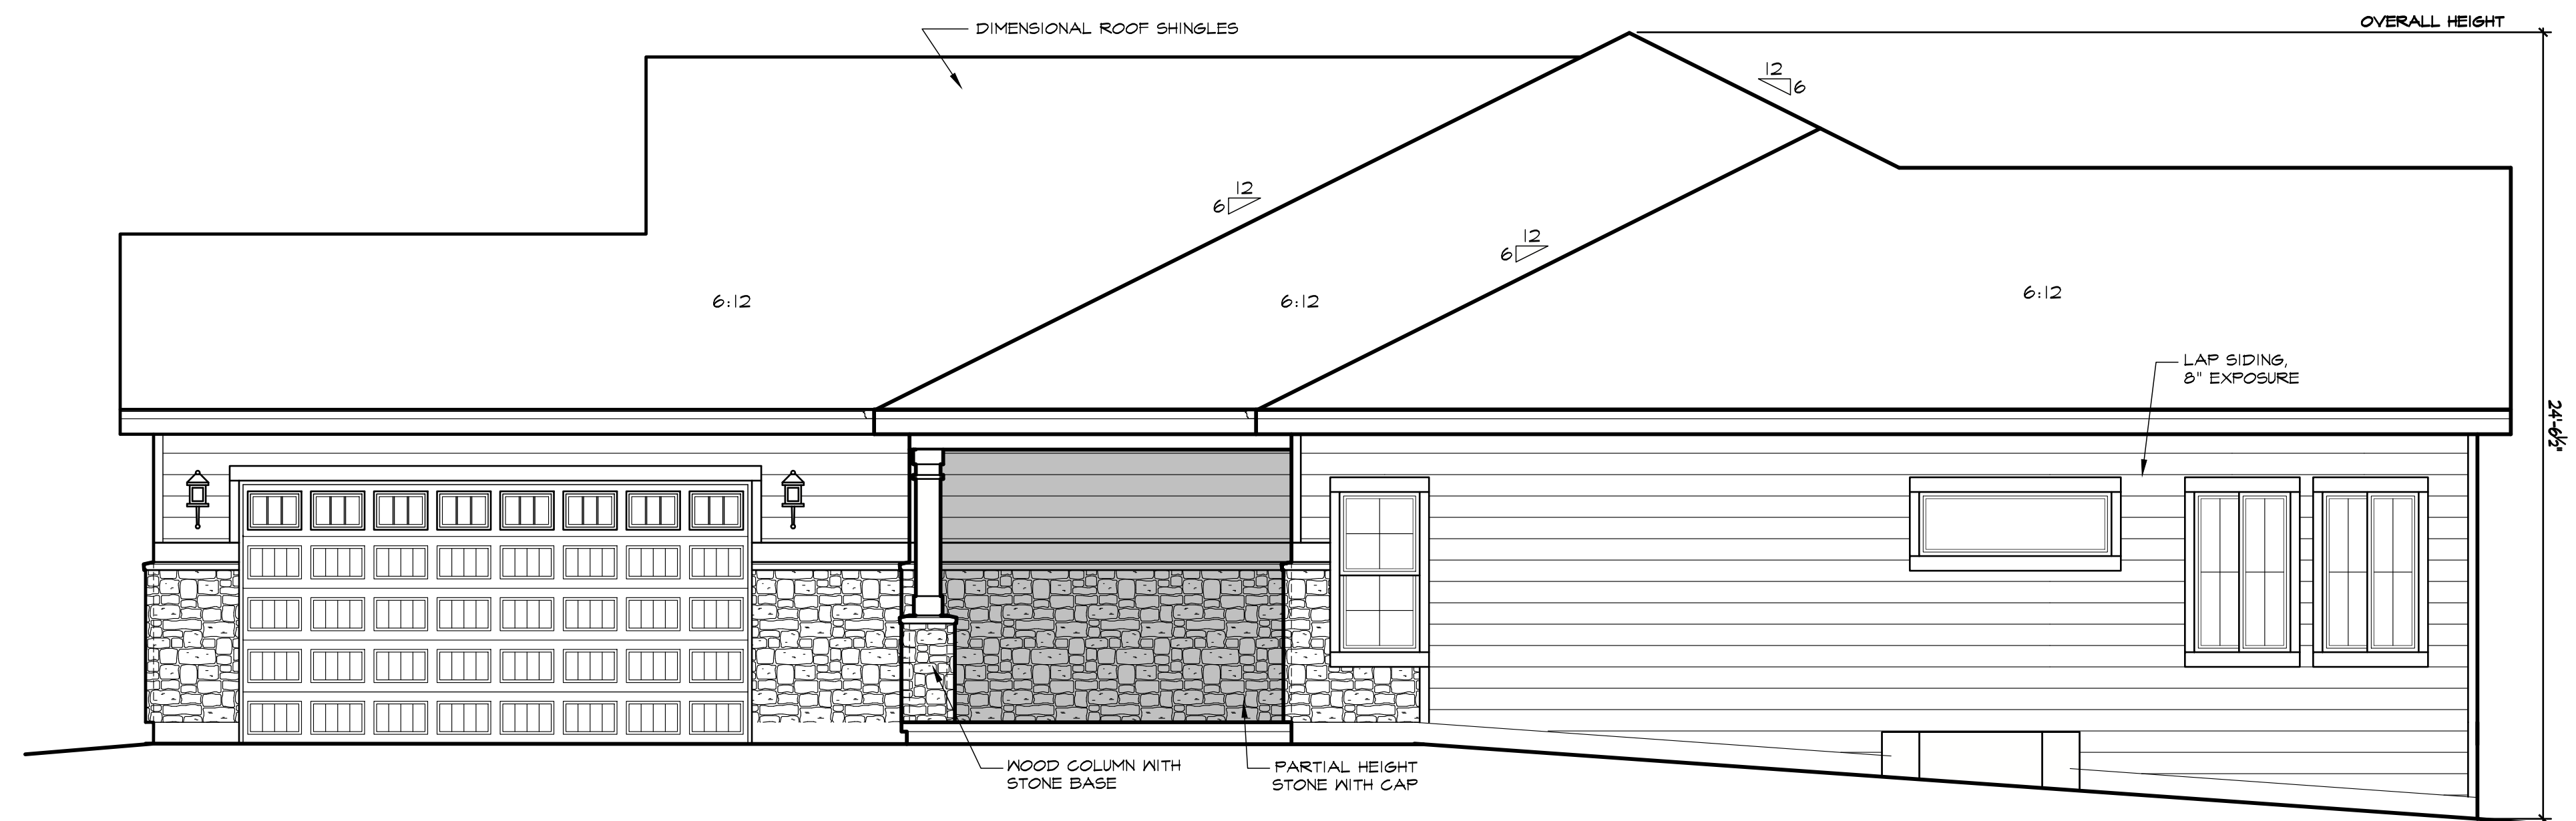 OVERALL HEIGHT
DIMENSIONAL ROOF SHINGLES
12
6
12
6
12
6
6:12
6:12
6:12
LAP SIDING,
8" EXPOSURE
24'-6½"
WOOD COLUMN WITH
STONE BASE
PARTIAL HEIGHT
STONE WITH CAP